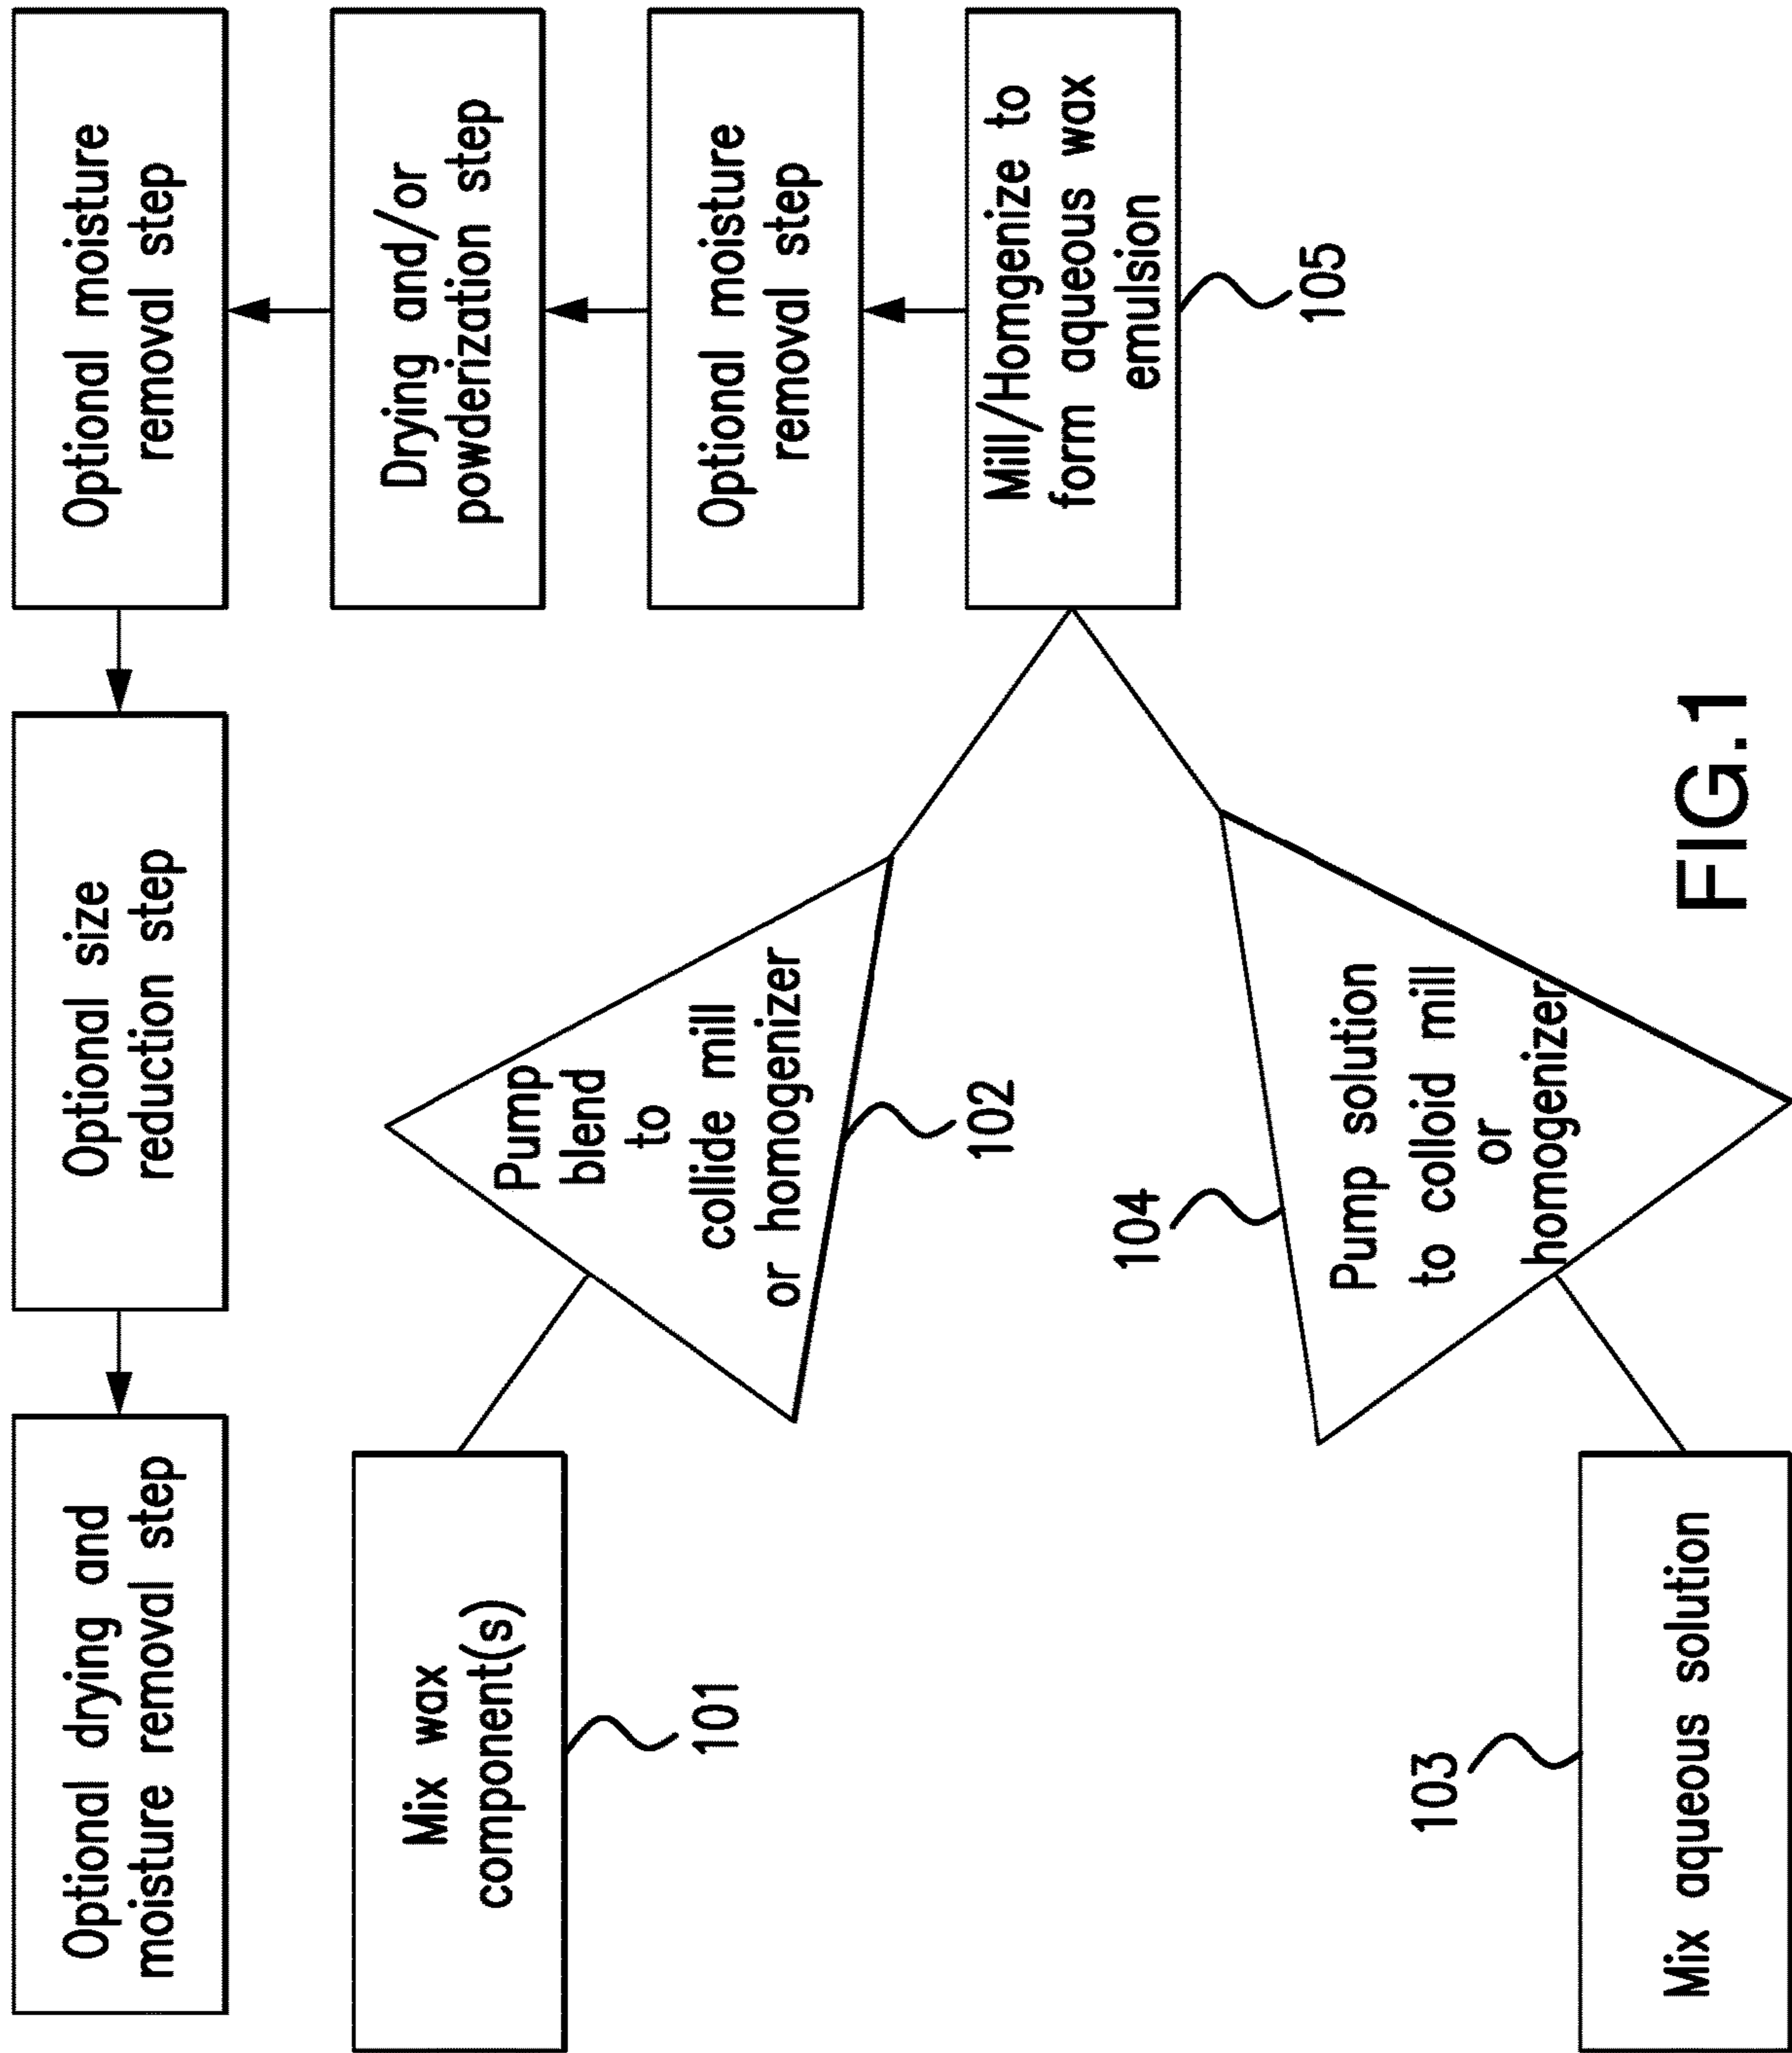 Optional drying and
moisture removal step
Optional size
reduction step
Optional moisture
removal step
Mix wax
component(s)
101
Pump
blend
to
collide mill
or homogenizer
102
Drying and/or
powderization step
Optional moisture
removal step
Mill/Homgenize to
form aqueous wax
emulsion
105
103
Mix aqueous solution
104
Pump solution
to colloid mill
or
homogenizer
FIG.1